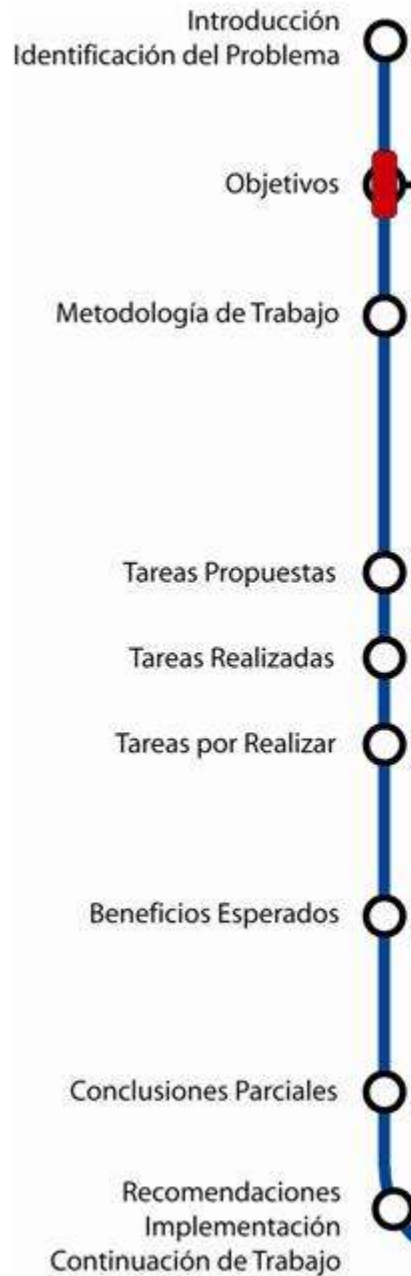 Introducción
Identificación del Problema
Objetivos
Metodología de Trabajo
Tareas Propuestas
Tareas Realizadas
Tareas por Realizar
Beneficios Esperados
Conclusiones Parciales
Recomendaciones
Implementación
Continuación de Trabajo